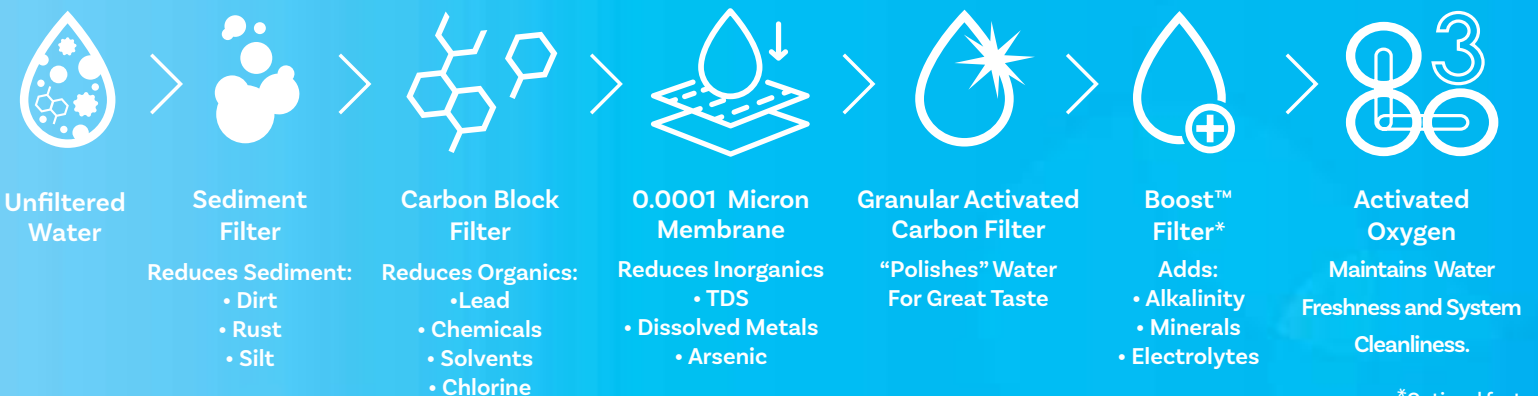 3
Unfiltered
Water
Sediment
Filter
Reduces Sediment:
• Dirt
• Rust
• Silt
Carbon Block
Filter
Reduces Organics:
•Lead
• Chemicals
• Solvents
• Chlorine
0.0001 Micron
Membrane
Reduces Inorganics
• TDS
• Dissolved Metals
• Arsenic
Granular Activated
Carbon Filter
“Polishes” Water
For Great Taste
Boost™
Filter*
Adds:
• Alkalinity
• Minerals
• Electrolytes
Activated
Oxygen
Maintains Water
Freshness and System
Cleanliness.